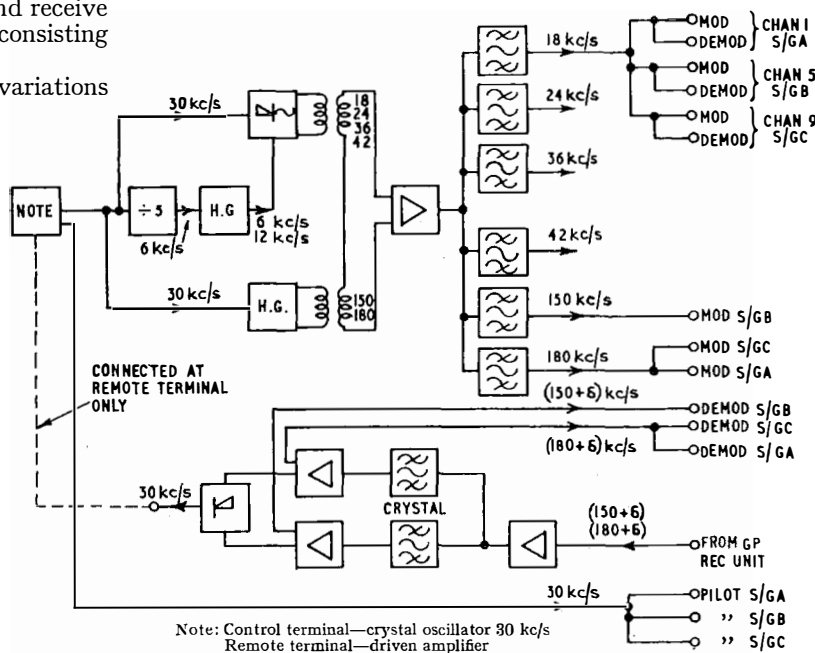 nd receive
consisting
variations
30 kc/s
18
24
36
42
NOTE
÷5
H.G
6 kc/s
6 kc/s
12 kc/s
30 kc/s
H.G.
150
180
18 kc/s
24 kc/s
36 kc/s
42 kc/s
150 kc/s
180 kc/s
MOD
DEMOD
CHAN 1
S/GA
MOD
DEMOD
CHAN 5
S/GB
MOD
DEMOD
CHAN 9
S/GC
MOD S/GB
MOD S/GC
MOD S/GA
(150+δ) kc/s
DEMOD S/GB
DEMOD S/GC
(180+δ) kc/s
DEMOD S/GA
CONNECTED AT
REMOTE TERMINAL
ONLY
30 kc/s
CRYSTAL
(150+δ)
(180+δ)
FROM GP
REC UNIT
30 kc/s
PILOT S/GA
„ S/GB
„ S/GC
Note: Control terminal—crystal oscillator 30 kc/s
Remote terminal—driven amplifier